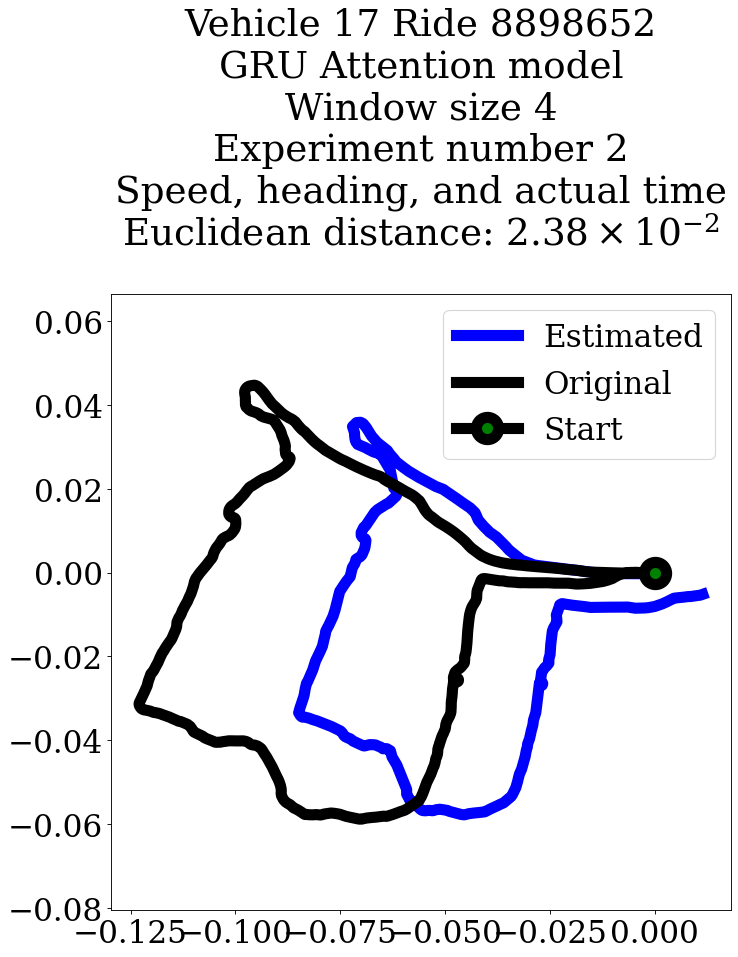 Vehicle 17 Ride 8898652
GRU Attention model
Window size 4
Experiment number 2
Speed, heading, and actual time
Euclidean distance: 2.38 × 10⁻²
Estimated
Original
Start
0.06
0.04
0.02
0.00
−0.02
−0.04
−0.06
−0.08
−0.125 −0.100 −0.075 −0.050 −0.025 0.000